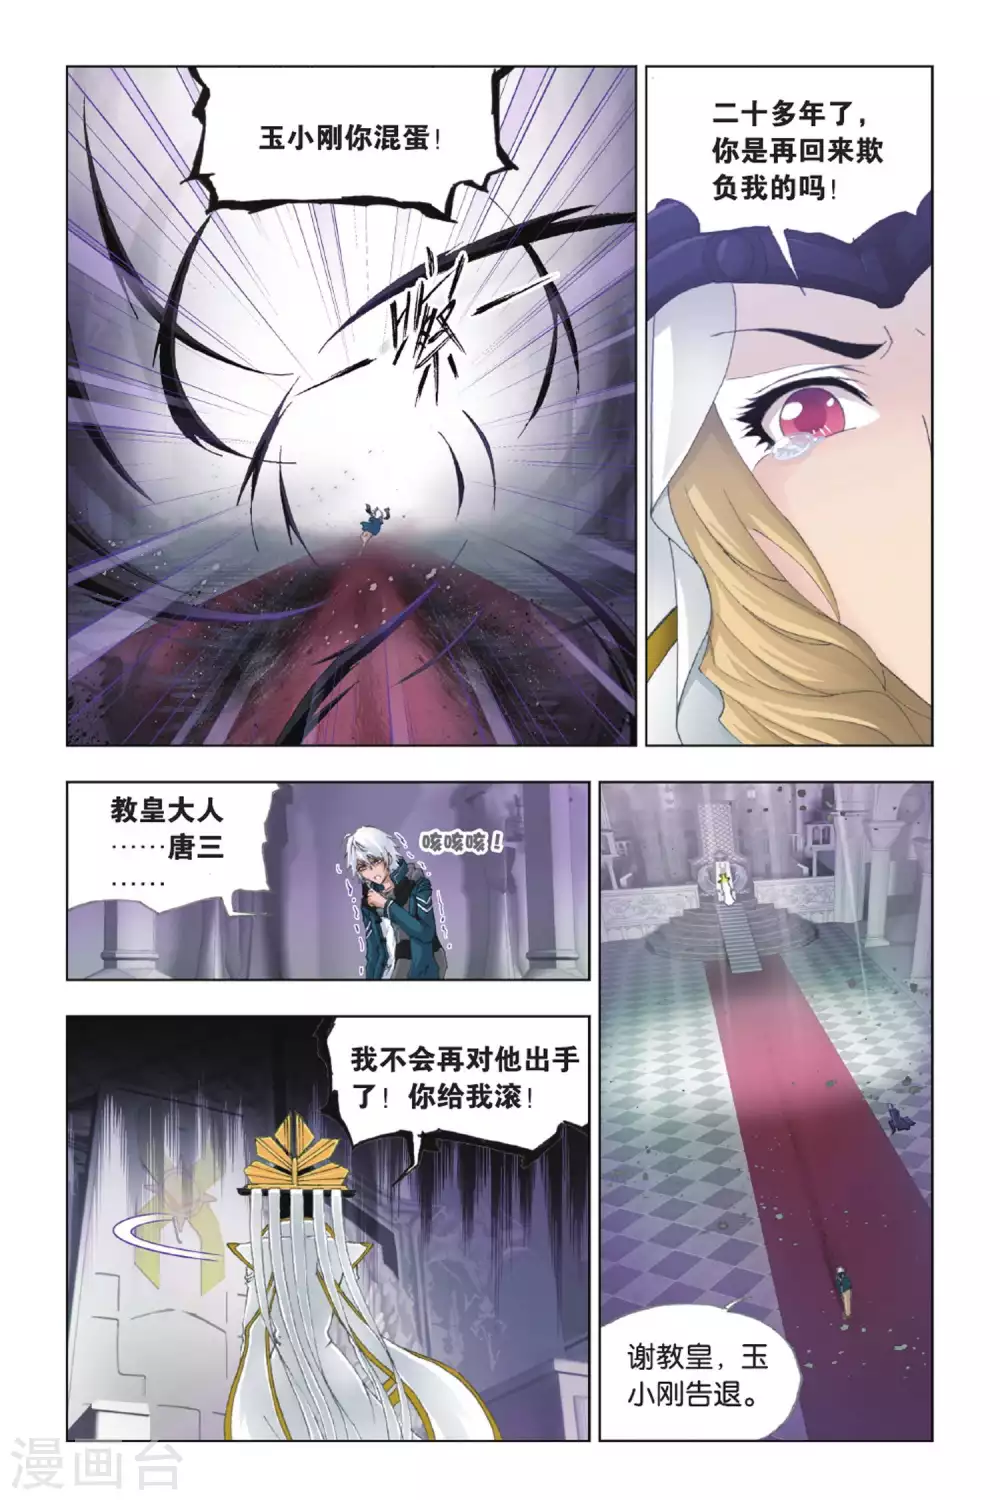 玉小刚你混蛋！
嗷
二十多年了，
你是再回来欺
负我的吗！
教皇大人
……唐三
……
咳咳咳！
我不会再对他出手
了！你给我滚！
谢教皇，玉
小刚告退。
漫画台